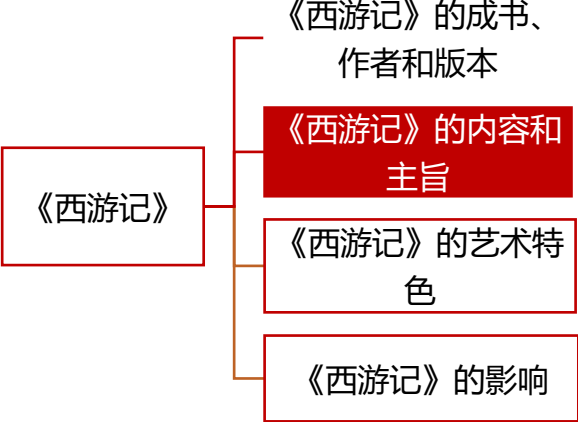 《西游记》
《西游记》的成书、
作者和版本
《西游记》的内容和
主旨
《西游记》的艺术特
色
《西游记》的影响